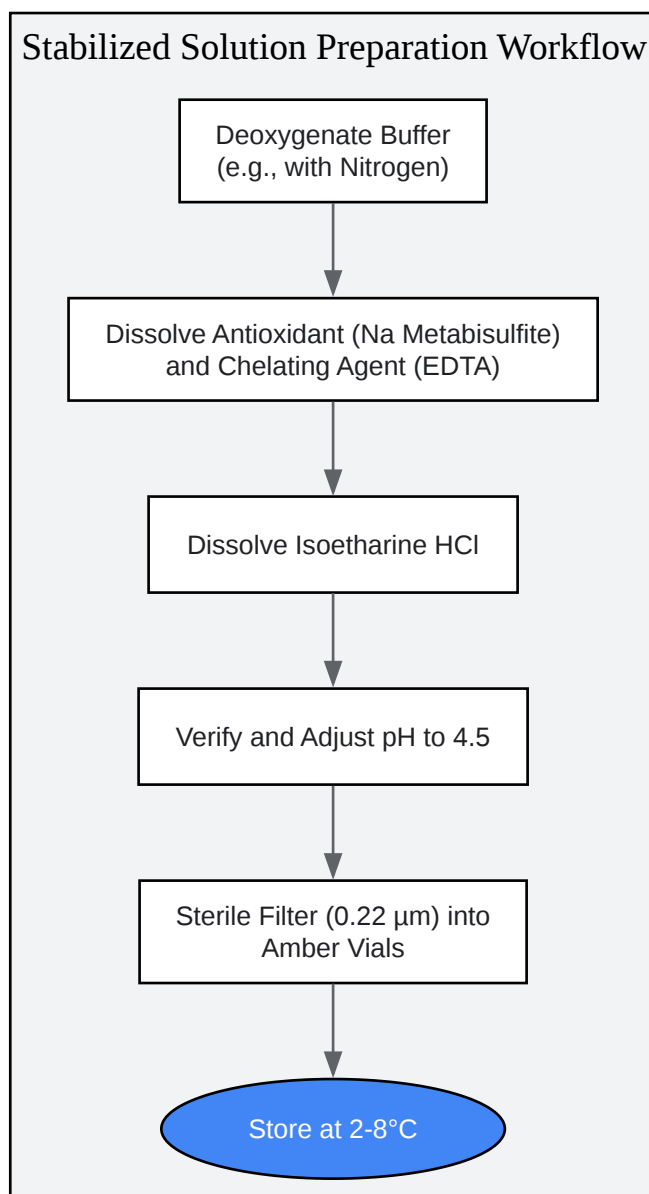 Stabilized Solution Preparation Workflow
Deoxygenate Buffer
(e.g., with Nitrogen)
Dissolve Antioxidant (Na Metabisulfite)
and Chelating Agent (EDTA)
Dissolve Isoetharine HCl
Verify and Adjust pH to 4.5
Sterile Filter (0.22 µm) into
Amber Vials
Store at 2-8°C